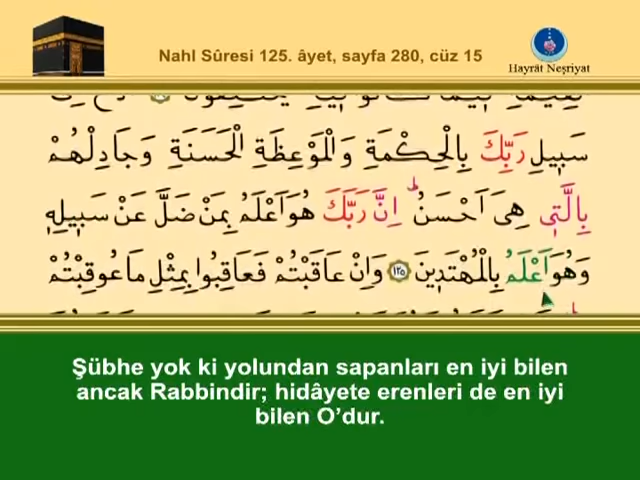 Nahl Sûresi 125. âyet, sayfa 280, cüz 15
Hayrât Neşriyat
سَبٖيلِ رَبِّكَ بِالْحِكْمَةِ وَالْمَوْعِظَةِ الْحَسَنَةِ وَجَادِلْهُمْ
بِالَّتٖي هِيَ اَحْسَنُ ۜ اِنَّ رَبَّكَ هُوَ اَعْلَمُ بِمَنْ ضَلَّ عَنْ سَبٖيلِهٖ
وَهُوَ اَعْلَمُ بِالْمُهْتَدٖينَ ﴿١٢٥﴾ وَاِنْ عَاقَبْتُمْ فَعَاقِبُوا بِمِثْلِ مَا عُوقِبْتُمْ
Şübhe yok ki yolundan sapanları en iyi bilen
ancak Rabbindir; hidâyete erenleri de en iyi
bilen O’dur.